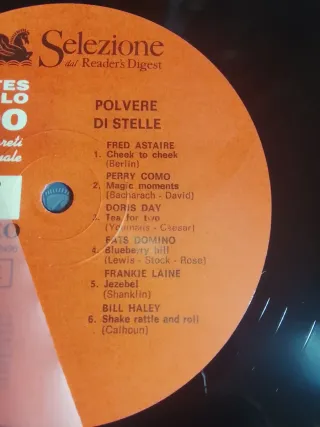 Selezione
dal Reader's Digest
POLVERE
DI STELLE
FRED ASTAIRE
1. Cheek to cheek
(Berlin)
PERRY COMO
2. Magic moments
(Bacharach - David)
DORIS DAY
3. Tea for two
(Youmans - Caesar)
FATS DOMINO
4. Blueberry hill
(Lewis - Stock - Rose)
FRANKIE LAINE
5. Jezebel
(Shanklin)
BILL HALEY
6. Shake rattle and roll
(Calhoun)